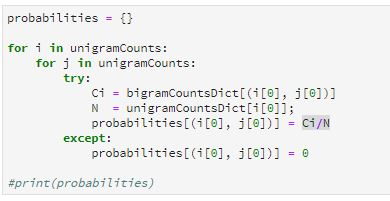 probabilities = {}
for i in unigramCounts:
for j in unigramCounts:
try:
Ci = bigramCountsDict[(i[0], j[0])]
N = unigramCountsDict[i[0]];
probabilities[(i[0], j[0])] = Ci/N
except:
probabilities[(i[0], j[0])] = 0
#print(probabilities)